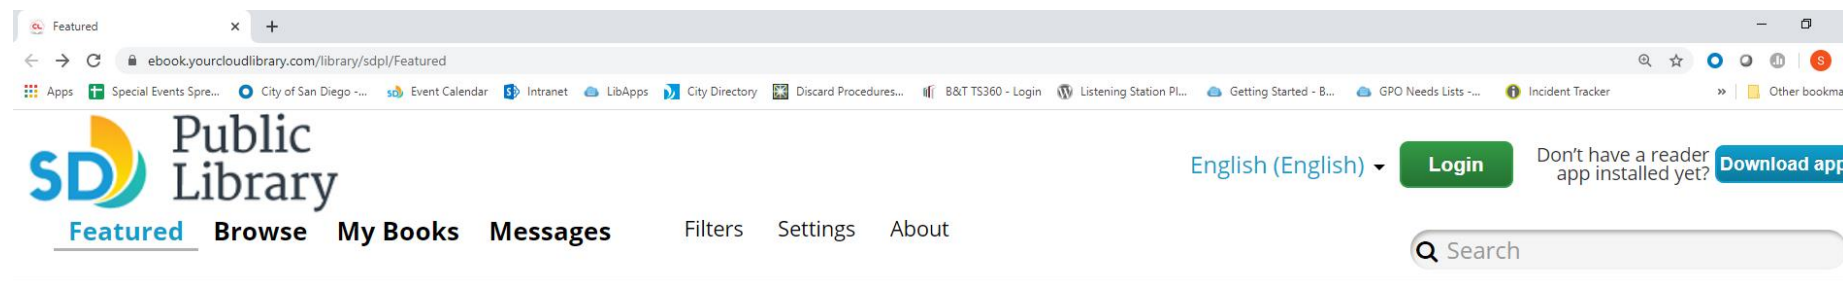 CL Featured
ebook.yourcloudlibrary.com/library/sdpl/Featured S
Apps Special Events Spre... City of San Diego -... sd Event Calendar S Intranet LibApps City Directory Discard Procedures... B&T TS360 - Login Listening Station Pl... Getting Started - B... GPO Needs Lists -... Incident Tracker » Other bookma
SD Public Library
English (English) Login Don't have a reader app installed yet? Download app
Featured Browse My Books Messages Filters Settings About
Search